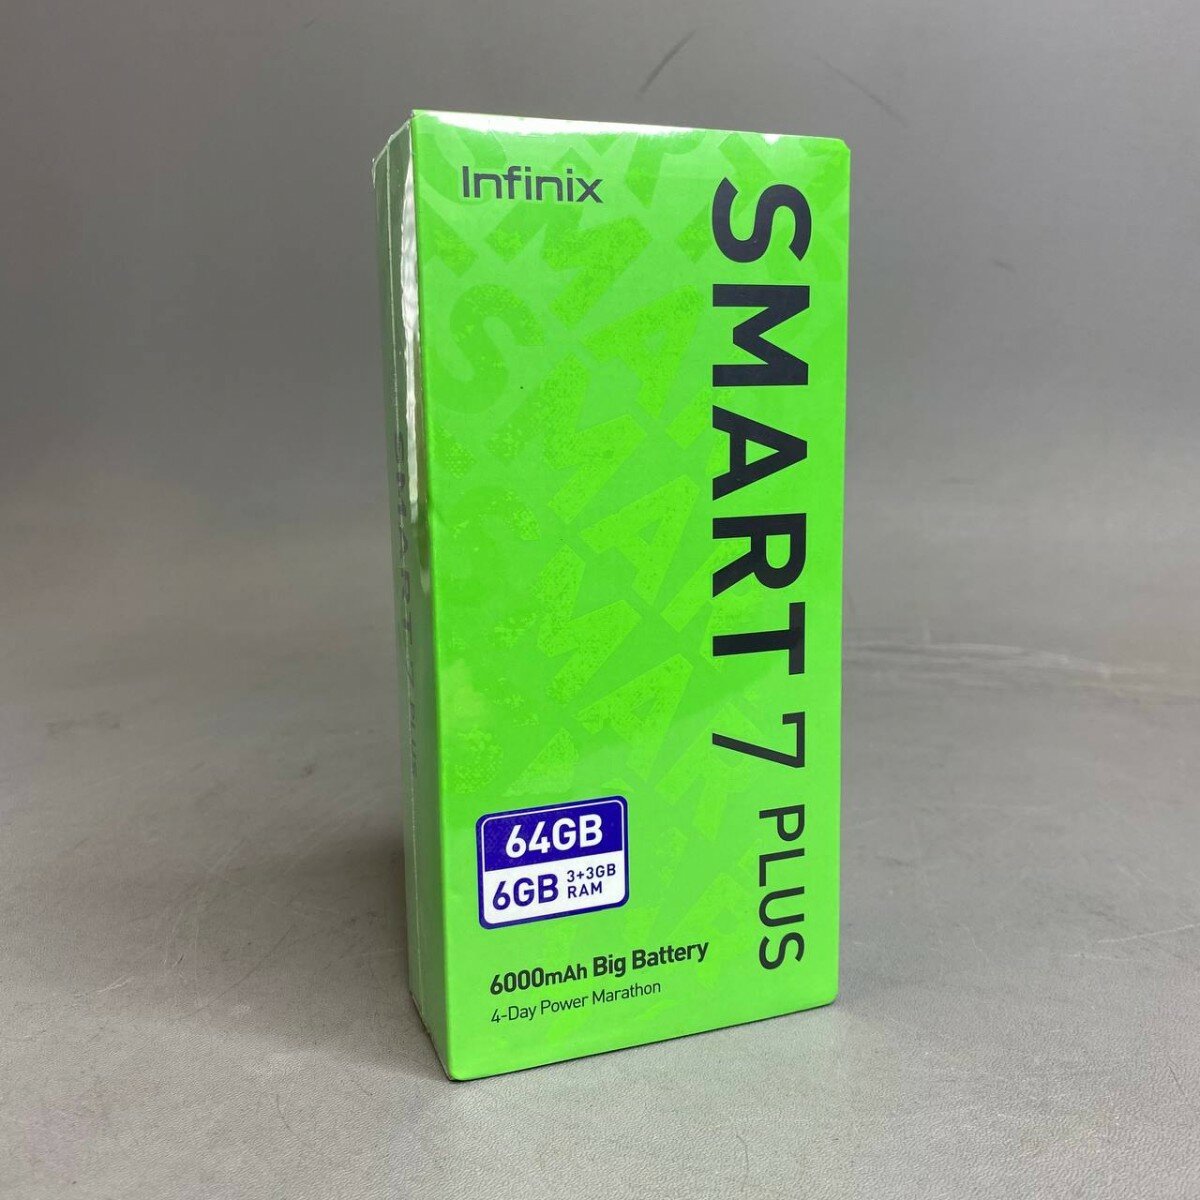 Infinix
SMART 7 PLUS
64GB
6GB 3+3GB RAM
6000mAh Big Battery
4-Day Power Marathon